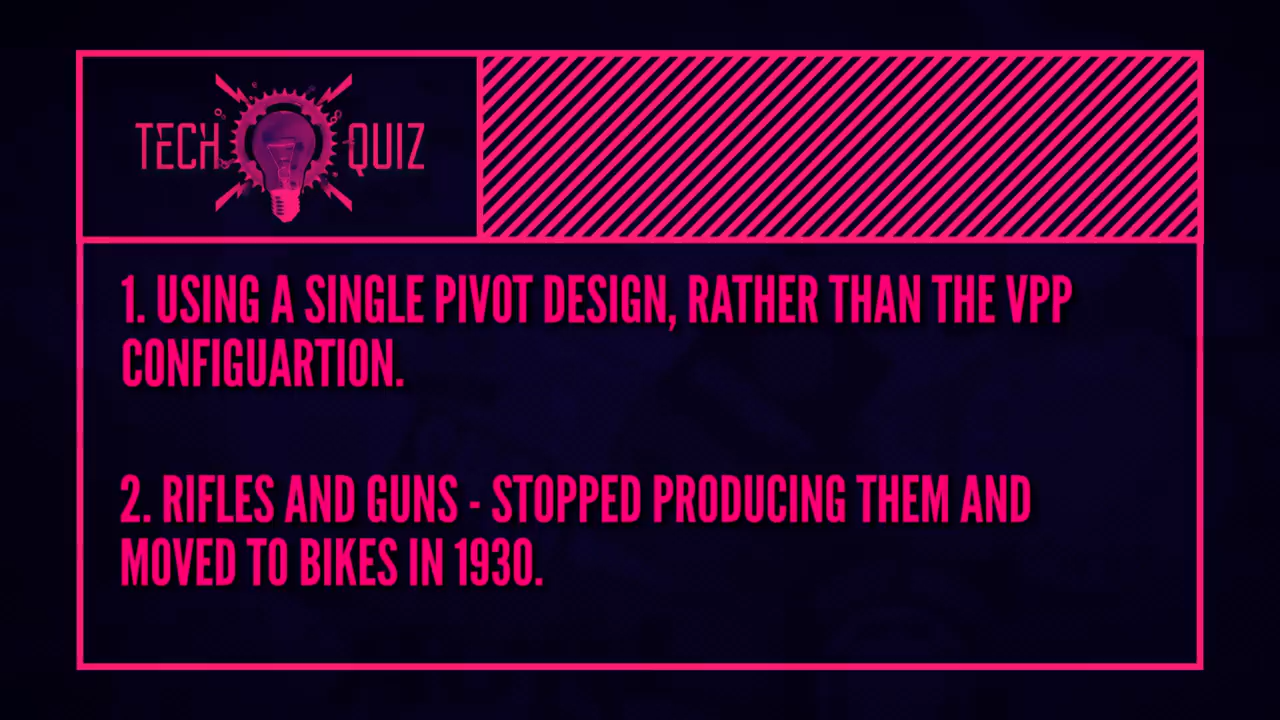 TECH QUIZ
1. USING A SINGLE PIVOT DESIGN, RATHER THAN THE VPP
CONFIGUARTION.
2. RIFLES AND GUNS - STOPPED PRODUCING THEM AND
MOVED TO BIKES IN 1930.